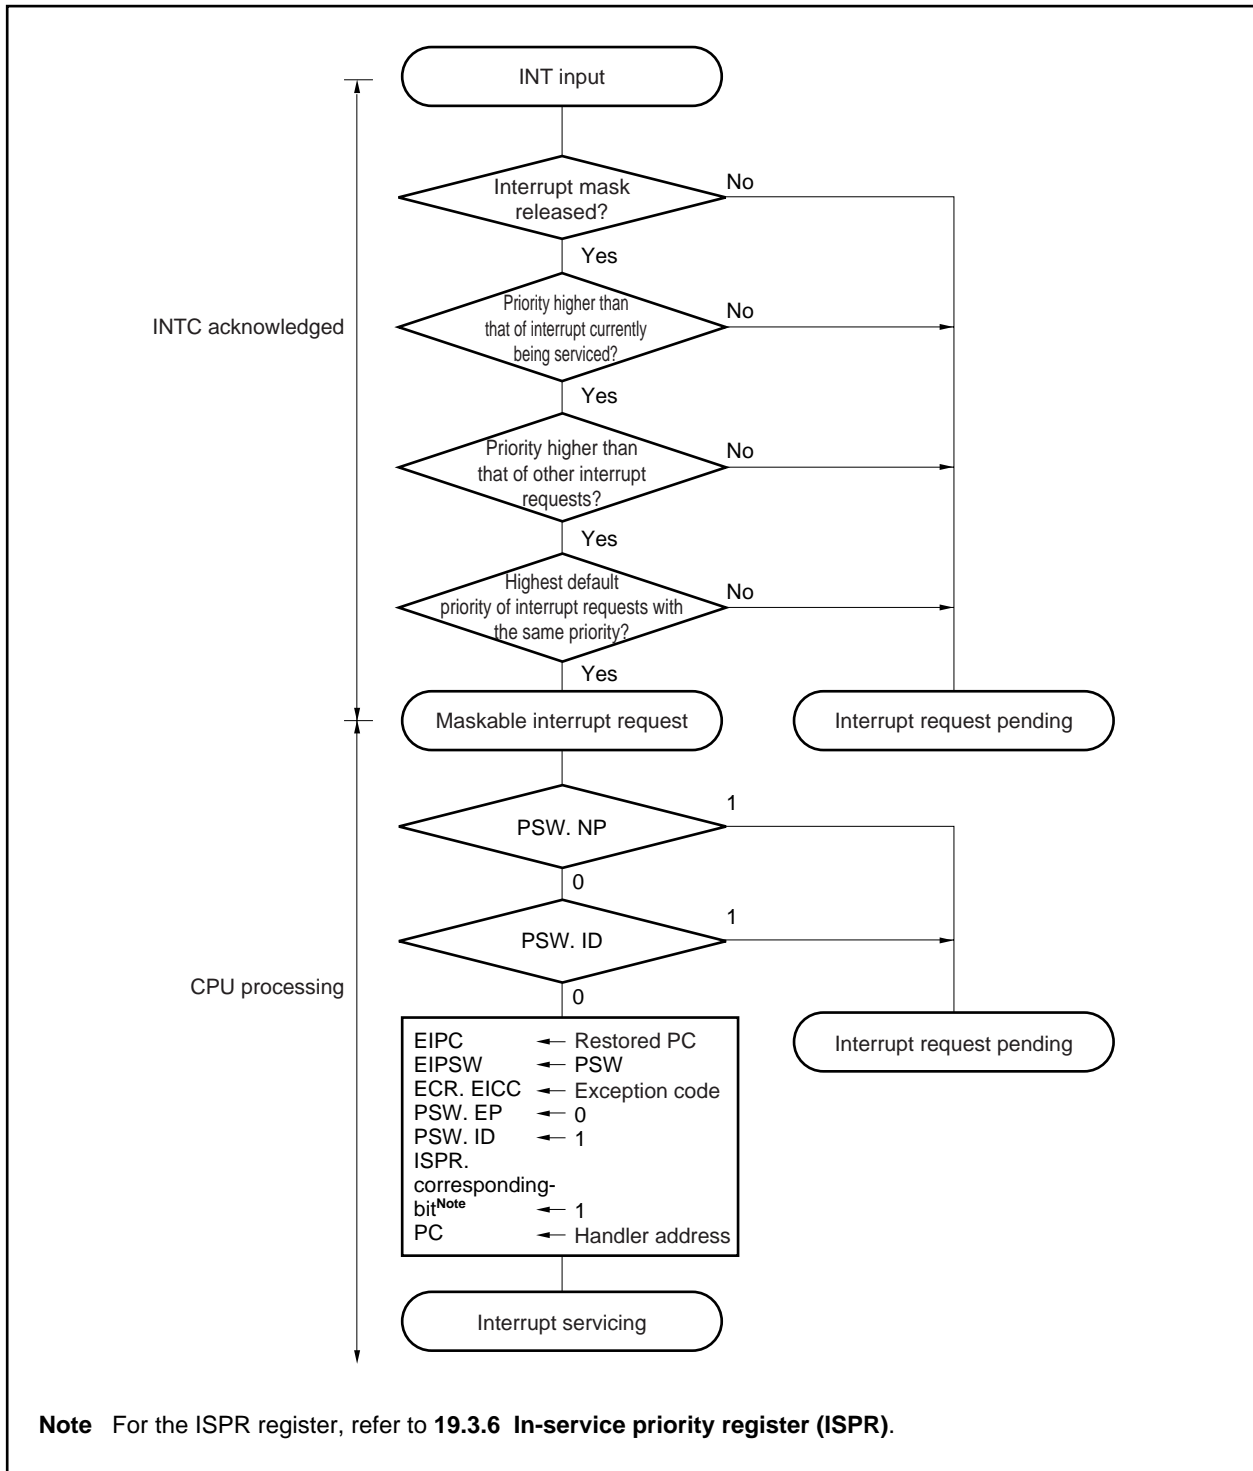 INT input
Interrupt mask
released?
No
Yes
INTC acknowledged
Priority higher than
that of interrupt currently
being serviced?
No
Yes
Priority higher than
that of other interrupt
requests?
No
Yes
Highest default
priority of interrupt requests with
the same priority?
No
Yes
Maskable interrupt request
Interrupt request pending
PSW. NP
1
0
PSW. ID
1
0
CPU processing
EIPC ← Restored PC
EIPSW ← PSW
ECR. EICC ← Exception code
PSW. EP ← 0
PSW. ID ← 1
ISPR.
corresponding-
bitNote ← 1
PC ← Handler address
Interrupt request pending
Interrupt servicing
Note For the ISPR register, refer to 19.3.6 In-service priority register (ISPR).